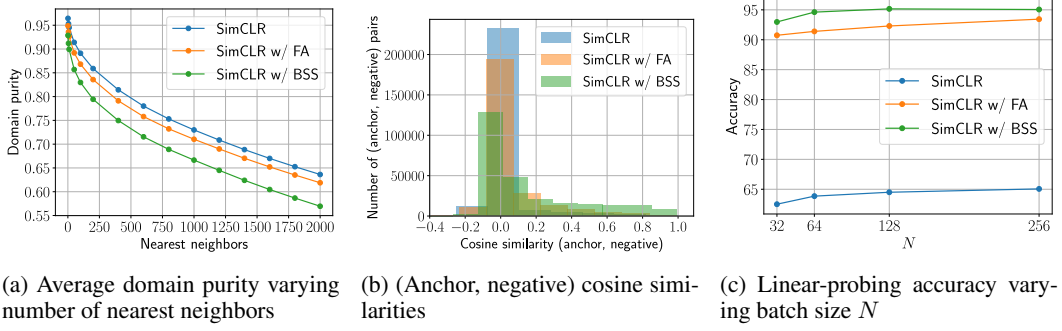 0.95
0.90
0.85
0.80
0.75
0.70
0.65
0.60
0.55
Domain purity
SimCLR
SimCLR w/ FA
SimCLR w/ BSS
0 250 500 750 1000 1250 1500 1750 2000
Nearest neighbors
(a) Average domain purity varying
number of nearest neighbors
200000
150000
100000
50000
0
Number of (anchor, negative) pairs
SimCLR
SimCLR w/ FA
SimCLR w/ BSS
−0.4 −0.2 0.0 0.2 0.4 0.6 0.8 1.0
Cosine similarity (anchor, negative)
(b) (Anchor, negative) cosine simi-
larities
95
90
85
80
75
70
65
Accuracy
SimCLR
SimCLR w/ FA
SimCLR w/ BSS
32 64 128 256
N
(c) Linear-probing accuracy vary-
ing batch size N